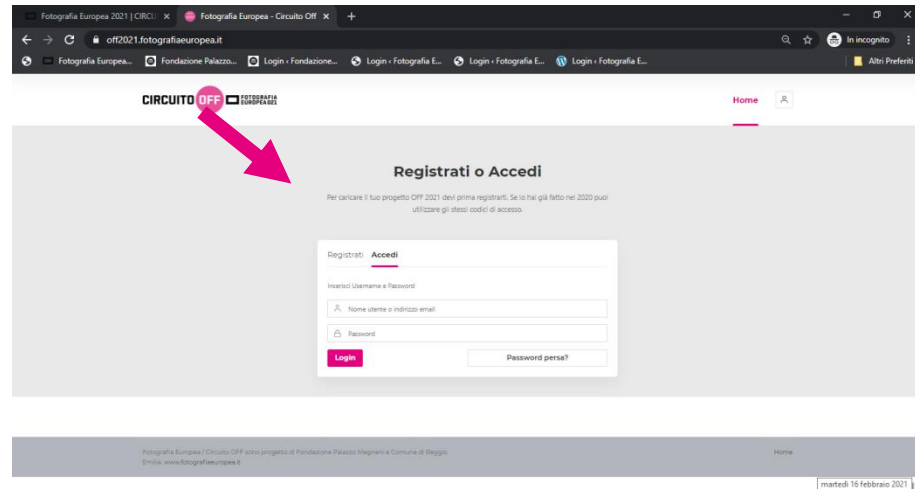 Fotografia Europea 2021 | CIRCU
Fotografia Europea - Circuito Off
off2021.fotografiaeuropea.it
In incognito
Fotografia Europea...
Fondazione Palazzo...
Login ‹ Fondazione...
Login ‹ Fotografia E...
Login ‹ Fotografia E...
Login ‹ Fotografia E...
Altri Preferiti
CIRCUITO OFF FOTOGRAFIA
EUROPEA 021
Home
Registrati o Accedi
Per caricare il tuo progetto OFF 2021 devi prima registrarti. Se lo hai già fatto nel 2020 puoi
utilizzare gli stessi codici di accesso.
Registrati Accedi
Inserisci Username e Password
Nome utente o indirizzo email
Password
Login
Password persa?
Fotografia Europea / Circuito OFF sono progetto di Fondazione Palazzo Magnani e Comune di Reggio
Emilia. www.fotografiaeuropea.it
Home
martedì 16 febbraio 2021